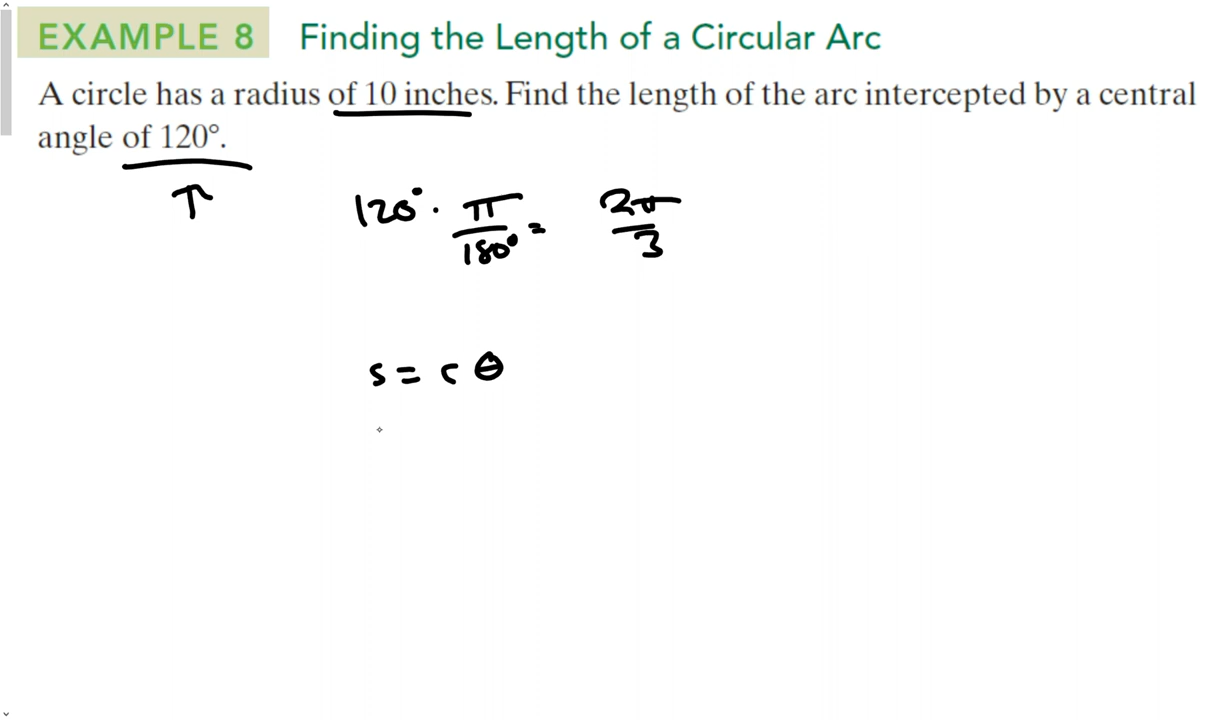 EXAMPLE 8 Finding the Length of a Circular Arc
A circle has a radius of 10 inches. Find the length of the arc intercepted by a central
angle of 120°.
↑ 120° · π/180° = 2π/3
s = r θ